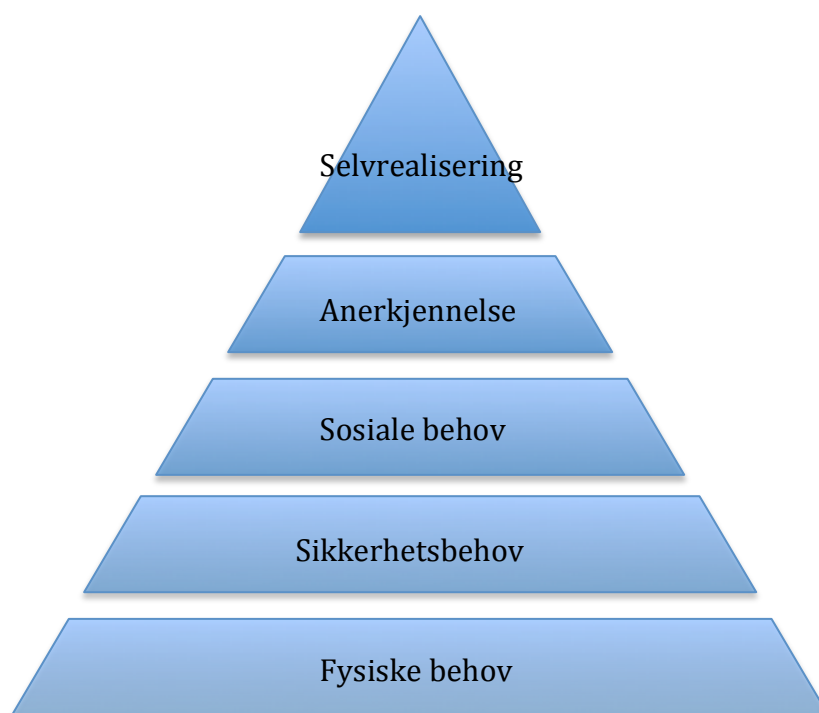 Selvrealisering
Anerkjennelse
Sosiale behov
Sikkerhetsbehov
Fysiske behov